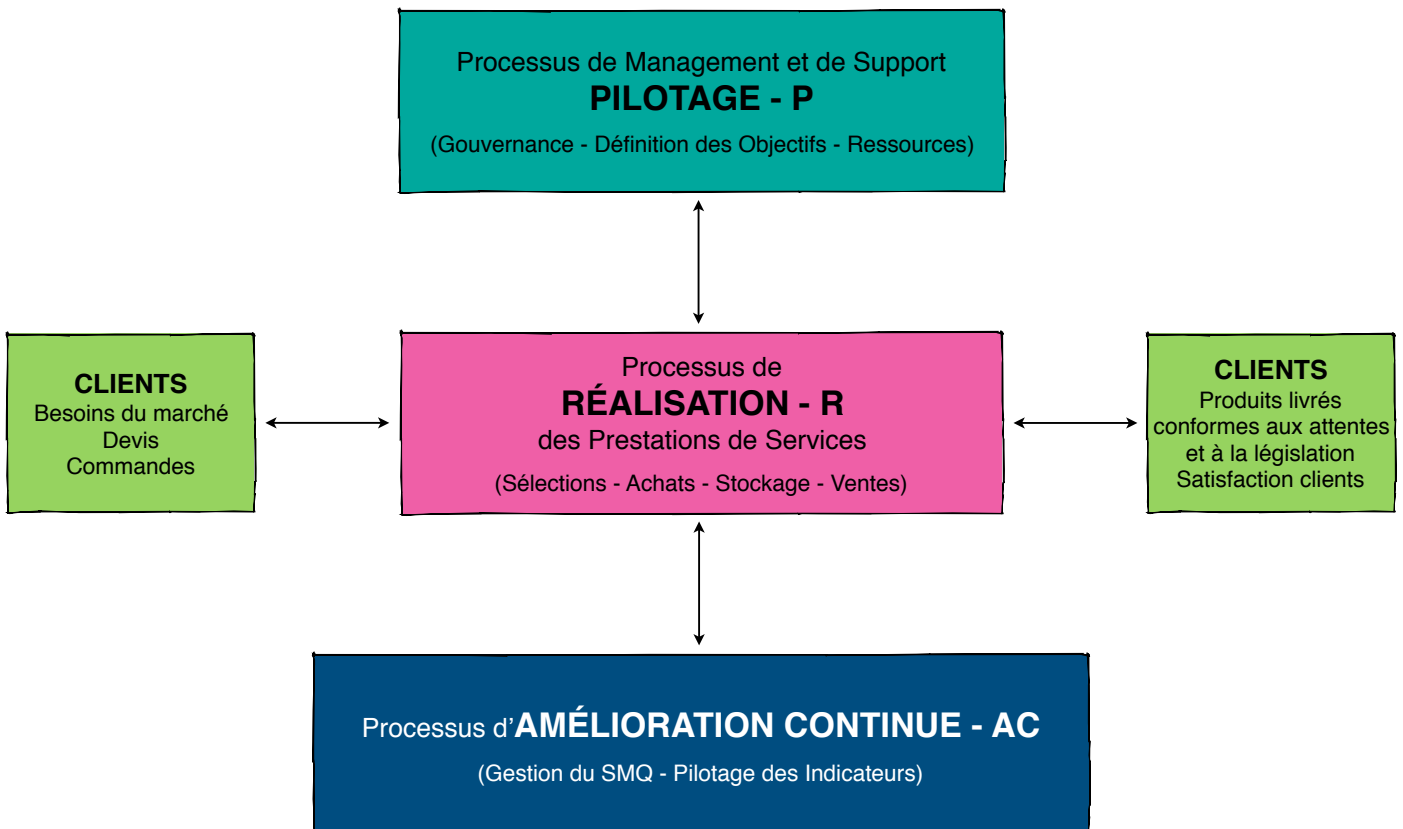 Processus de Management et de Support
PILOTAGE - P
(Gouvernance - Définition des Objectifs - Ressources)
CLIENTS
Besoins du marché
Devis
Commandes
Processus de
RÉALISATION - R
des Prestations de Services
(Sélections - Achats - Stockage - Ventes)
CLIENTS
Produits livrés
conformes aux attentes
et à la législation
Satisfaction clients
Processus d'AMÉLIORATION CONTINUE - AC
(Gestion du SMQ - Pilotage des Indicateurs)